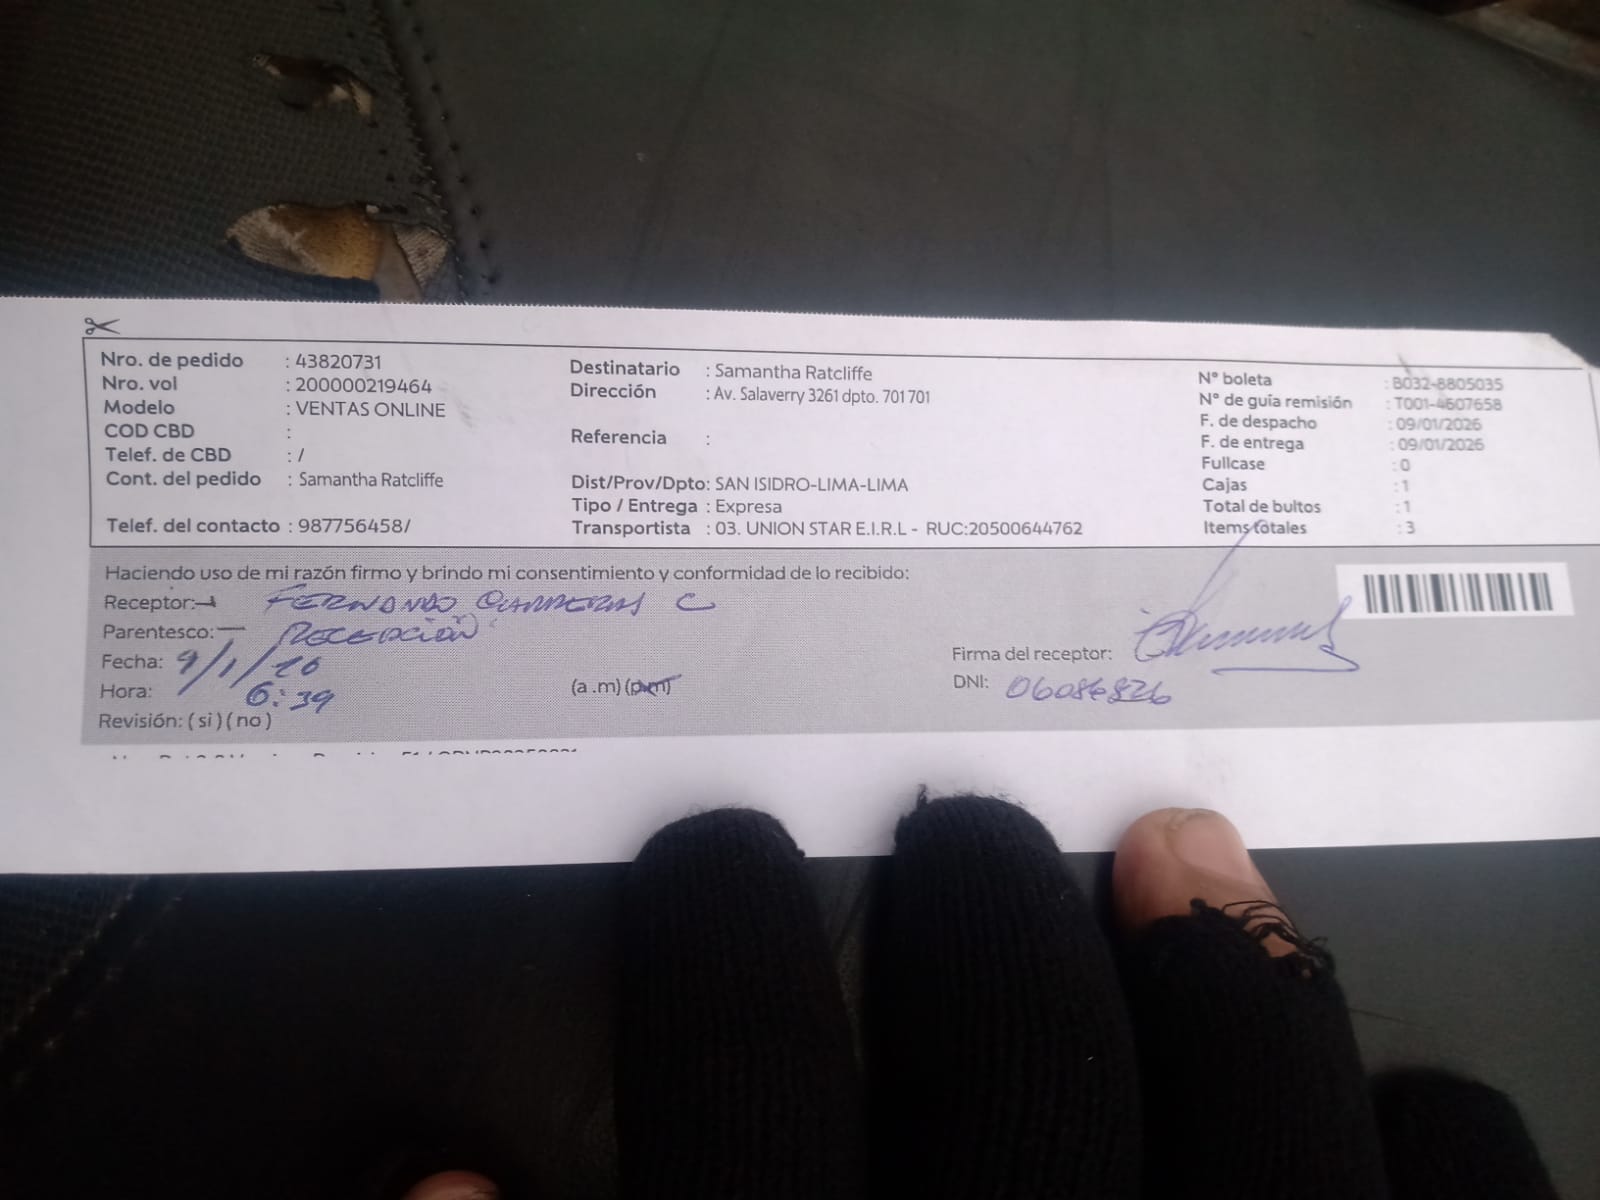 Nro. de pedido : 43820731
Nro. vol : 200000219464
Modelo : VENTAS ONLINE
COD CBD :
Telef. de CBD : /
Cont. del pedido : Samantha Ratcliffe
Telef. del contacto : 987756458/
Destinatario : Samantha Ratcliffe
Dirección : Av. Salaverry 3261 dpto. 701 701
Referencia :
Dist/Prov/Dpto: SAN ISIDRO-LIMA-LIMA
Tipo / Entrega : Expresa
Transportista : 03. UNION STAR E.I.R.L - RUC:20500644762
N° boleta : B032-8805035
N° de guía remisión : T001-4607658
F. de despacho : 09/01/2026
F. de entrega : 09/01/2026
Fullcase : 0
Cajas : 1
Total de bultos : 1
Items totales : 3
Haciendo uso de mi razón firmo y brindo mi consentimiento y conformidad de lo recibido:
Receptor: FERNANDO C
Parentesco: RECEPCIÓN
Fecha: 9/1/26
Hora: 6:39 (a .m) (p.m)
Revisión: ( si ) ( no )
Firma del receptor:
DNI: